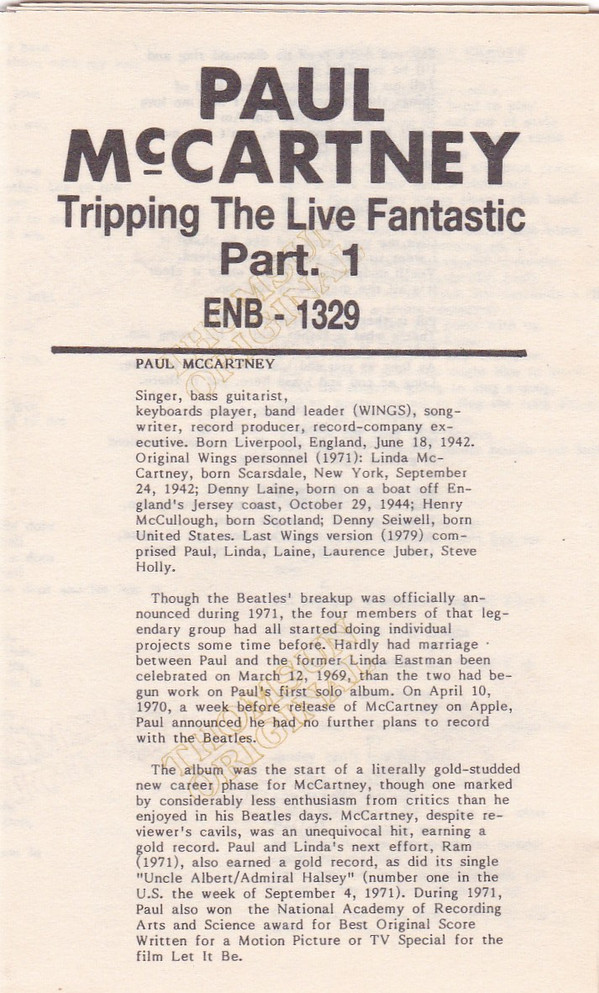 PAUL
McCARTNEY
Tripping The Live Fantastic
Part. 1
ENB - 1329
PAUL MCCARTNEY
Singer, bass guitarist,
keyboards player, band leader (WINGS), song-
writer, record producer, record-company ex-
ecutive. Born Liverpool, England, June 18, 1942.
Original Wings personnel (1971): Linda Mc-
Cartney, born Scarsdale, New York, September
24, 1942; Denny Laine, born on a boat off En-
gland's Jersey coast, October 29, 1944; Henry
McCullough, born Scotland; Denny Seiwell, born
United States. Last Wings version (1979) com-
prised Paul, Linda, Laine, Laurence Juber, Steve
Holly.
Though the Beatles' breakup was officially an-
nounced during 1971, the four members of that leg-
endary group had all started doing individual
projects some time before. Hardly had marriage
between Paul and the former Linda Eastman been
celebrated on March 12, 1969, than the two had be-
gun work on Paul's first solo album. On April 10,
1970, a week before release of McCartney on Apple,
Paul announced he had no further plans to record
with the Beatles.
The album was the start of a literally gold-studded
new career phase for McCartney, though one marked
by considerably less enthusiasm from critics than he
enjoyed in his Beatles days. McCartney, despite re-
viewer's cavils, was an unequivocal hit, earning a
gold record. Paul and Linda's next effort, Ram
(1971), also earned a gold record, as did its single
"Uncle Albert/Admiral Halsey" (number one in the
U.S. the week of September 4, 1971). During 1971,
Paul also won the National Academy of Recording
Arts and Science award for Best Original Score
Written for a Motion Picture or TV Special for the
film Let It Be.
THOMSUN
ORIGINAL
THOMSUN
ORIGINAL